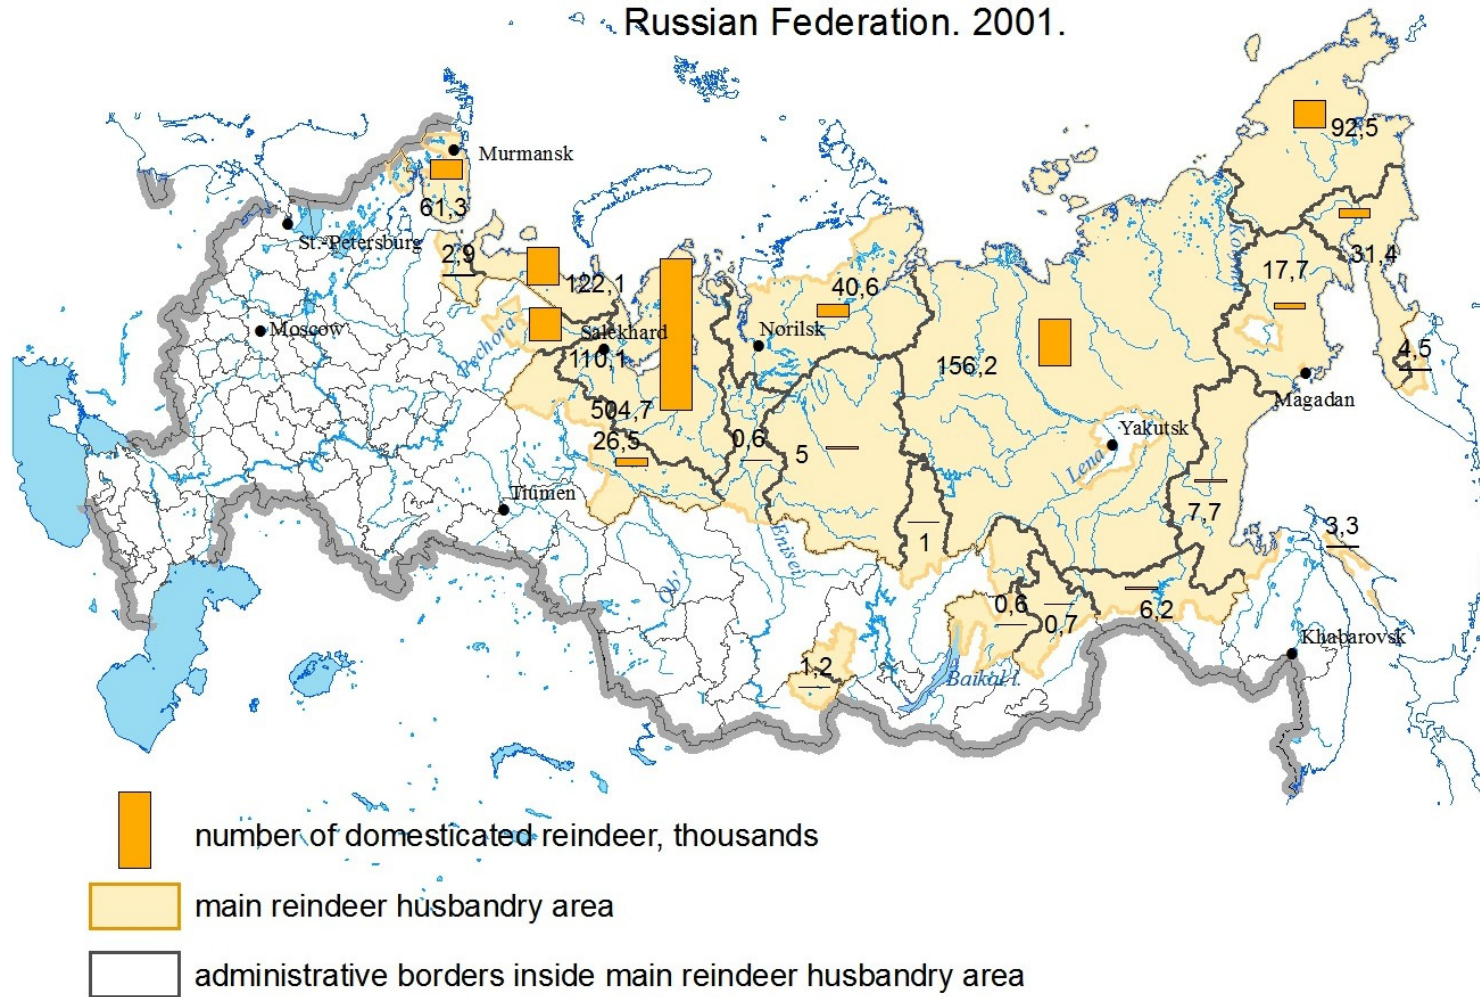 Russian Federation. 2001.
92,5
Murmansk
61,3
St.-Petersburg
2,9
122,1
40,6
17,7
31,4
Kolima
Moscow
Pechora
Salekhard
Norilsk
110,1
156,2
4,5
Magadan
504,7
26,5
0,6
5
Yakutsk
Lena
Tiumen
7,7
3,3
Enisei
1
Ob'
0,6
0,7
6,2
Khabarovsk
1,2
Baikal l.
number of domesticated reindeer, thousands
main reindeer husbandry area
administrative borders inside main reindeer husbandry area